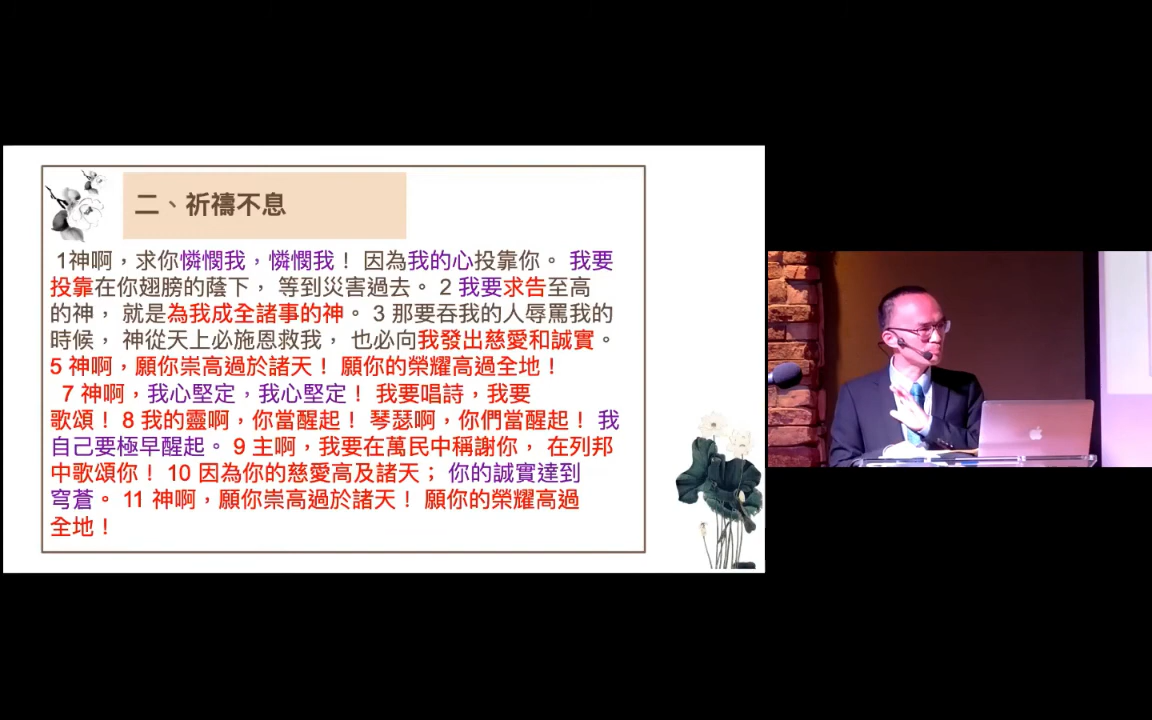 二、祈禱不息
1神啊，求你憐憫我，憐憫我！ 因為我的心投靠你。 我要
投靠在你翅膀的蔭下， 等到災害過去。 2 我要求告至高
的神， 就是為我成全諸事的神。 3 那要吞我的人辱罵我的
時候， 神從天上必施恩救我， 也必向我發出慈愛和誠實。
5 神啊，願你崇高過於諸天！ 願你的榮耀高過全地！
7 神啊，我心堅定，我心堅定！ 我要唱詩，我要
歌頌！ 8 我的靈啊，你當醒起！ 琴瑟啊，你們當醒起！ 我
自己要極早醒起。 9 主啊，我要在萬民中稱謝你， 在列邦
中歌頌你！ 10 因為你的慈愛高及諸天； 你的誠實達到
穹蒼。 11 神啊，願你崇高過於諸天！ 願你的榮耀高過
全地！